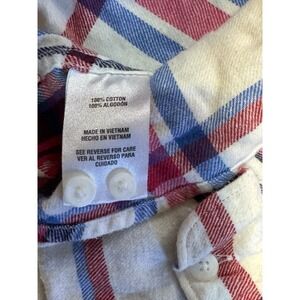 100% COTTON
100% ALGODÓN
MADE IN VIETNAM
HECHO EN VIETNAM
SEE REVERSE FOR CARE
VER AL REVERSO PARA
CUIDADO